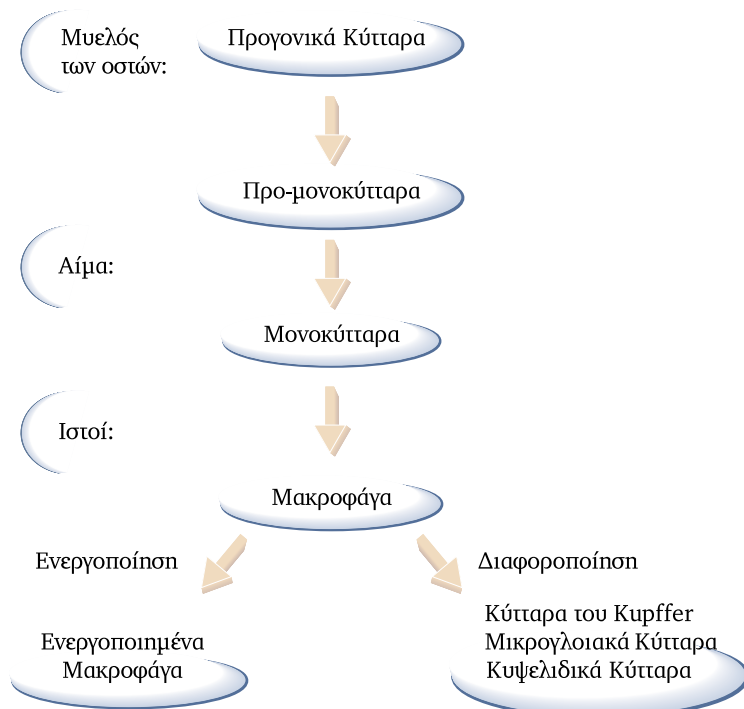 Μυελός
των οστών:
Προγονικά Κύτταρα
Προ-μονοκύτταρα
Αίμα:
Μονοκύτταρα
Ιστοί:
Μακροφάγα
Ενεργοποίηση
Διαφοροποίηση
Ενεργοποιημένα
Μακροφάγα
Κύτταρα του Kupffer
Μικρογλοιακά Κύτταρα
Κυψελιδικά Κύτταρα